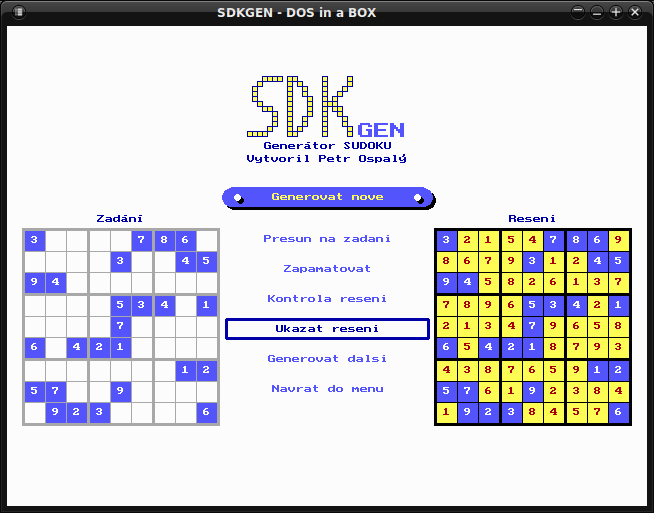 SDKGEN - DOS in a BOX
SDK GEN
Generátor SUDOKU
Vytvoril Petr Ospalý
Generovat nove
Zadání
3 7 8 6
3 4 5
9 4
5 3 4 1
7
6 4 2 1
1 2
5 7 9
9 2 3 6
Presun na zadani
Zapamatovat
Kontrola reseni
Ukazat reseni
Generovat dalsi
Navrat do menu
Reseni
3 2 1 5 4 7 8 6 9
8 6 7 9 3 1 2 4 5
9 4 5 8 2 6 1 3 7
7 8 9 6 5 3 4 2 1
2 1 3 4 7 9 6 5 8
6 5 4 2 1 8 7 9 3
4 3 8 7 6 5 9 1 2
5 7 6 1 9 2 3 8 4
1 9 2 3 8 4 5 7 6